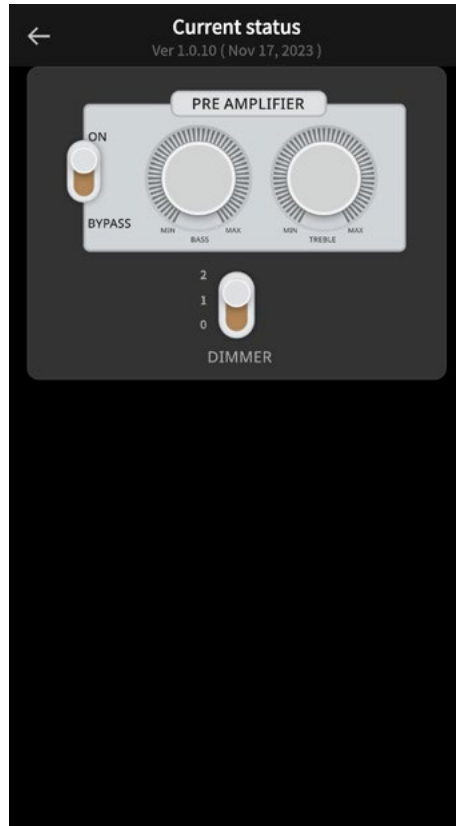 Current status
Ver 1.0.10 ( Nov 17, 2023 )
PRE AMPLIFIER
ON
BYPASS
MIN
MAX
BASS
MIN
MAX
TREBLE
2
1
0
DIMMER